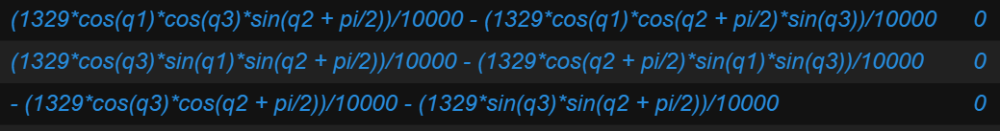 (1329*cos(q1)*cos(q3)*sin(q2 + pi/2))/10000 - (1329*cos(q1)*cos(q2 + pi/2)*sin(q3))/10000 0
(1329*cos(q3)*sin(q1)*sin(q2 + pi/2))/10000 - (1329*cos(q2 + pi/2)*sin(q1)*sin(q3))/10000 0
- (1329*cos(q3)*cos(q2 + pi/2))/10000 - (1329*sin(q3)*sin(q2 + pi/2))/10000 0